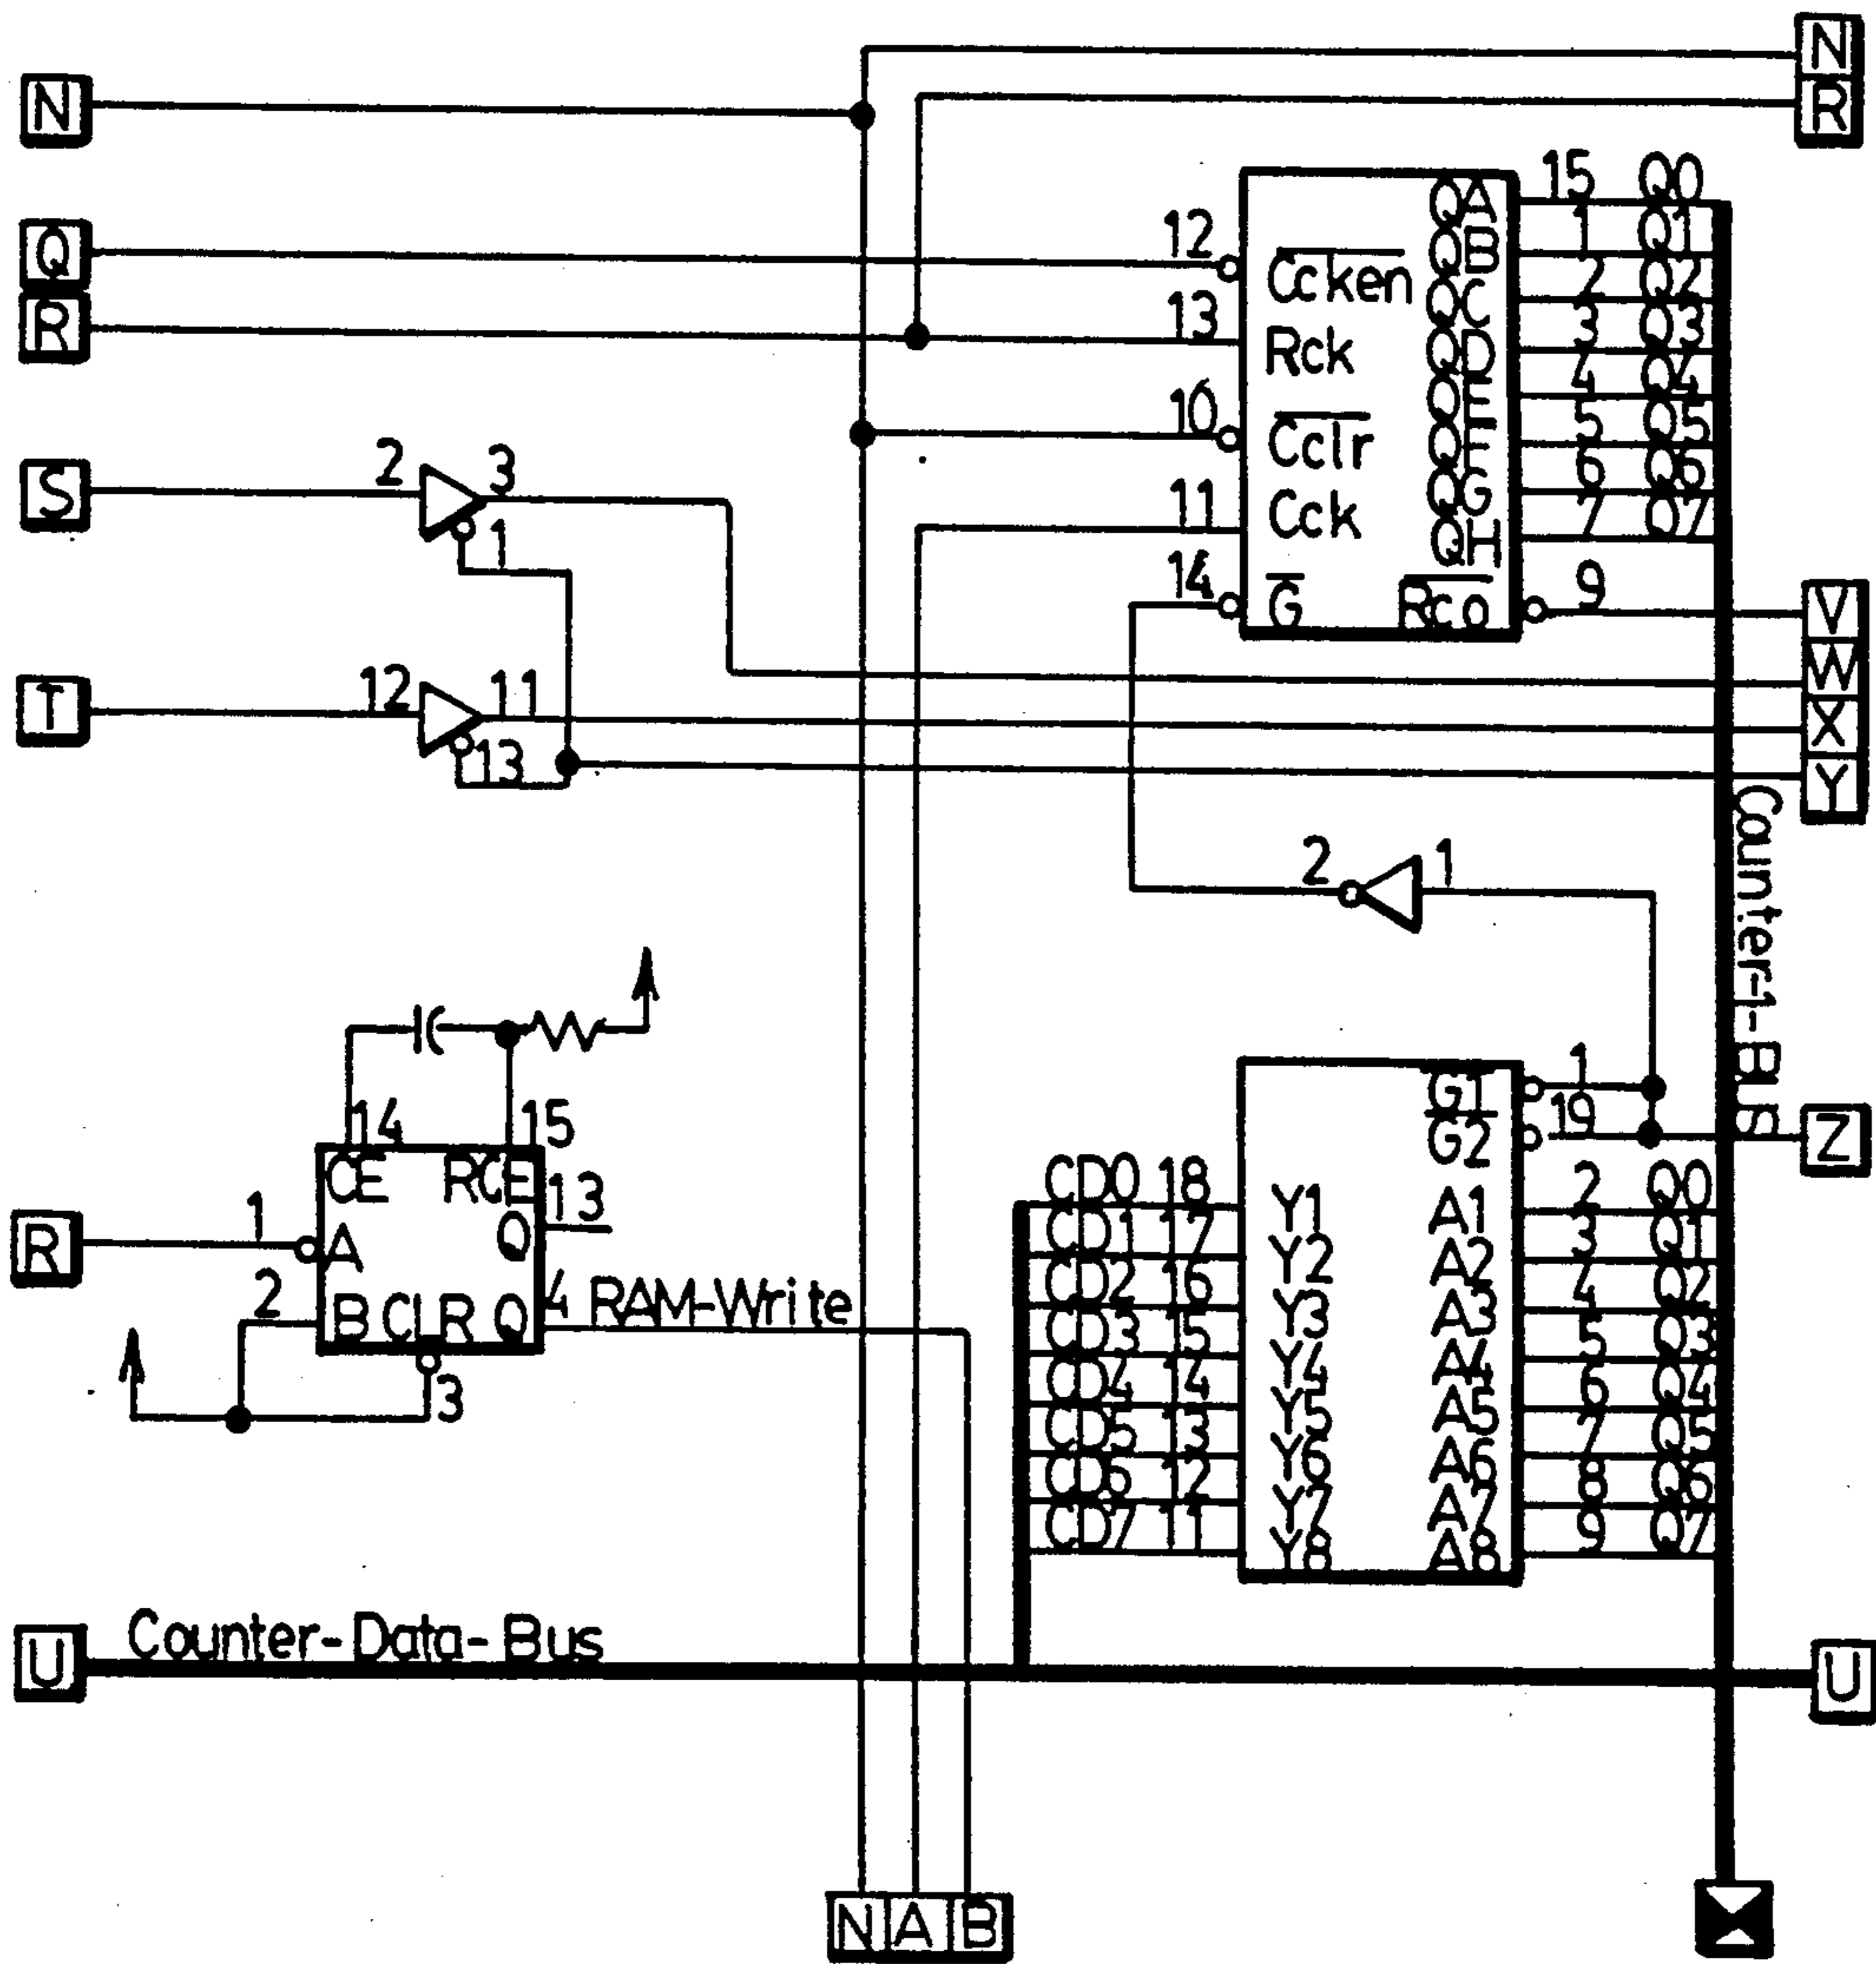 N
R
N
Q
R
S
T
2
3
1
12
11
13
12
13
10
11
14
Ccken
Rck
Cclr
Cck
G
QA
QB
QC
QD
QE
QF
QG
QH
Rco
15 Q0
1 Q1
2 Q2
3 Q3
4 Q4
5 Q5
6 Q6
7 Q7
9
V
W
X
Y
Counter-1-Bus
2
1
Z
14
15
CE RCE
13
Q
1
A
R
2
B CLR Q
4 RAM-Write
3
G1
G2
1
19
CD0 18 Y1 A1 2 Q0
CD1 17 Y2 A2 3 Q1
CD2 16 Y3 A3 4 Q2
CD3 15 Y4 A4 5 Q3
CD4 14 Y5 A5 6 Q4
CD5 13 Y6 A6 7 Q5
CD6 12 Y7 A7 8 Q6
CD7 11 Y8 A8 9 Q7
U
Counter-Data-Bus
U
N A B